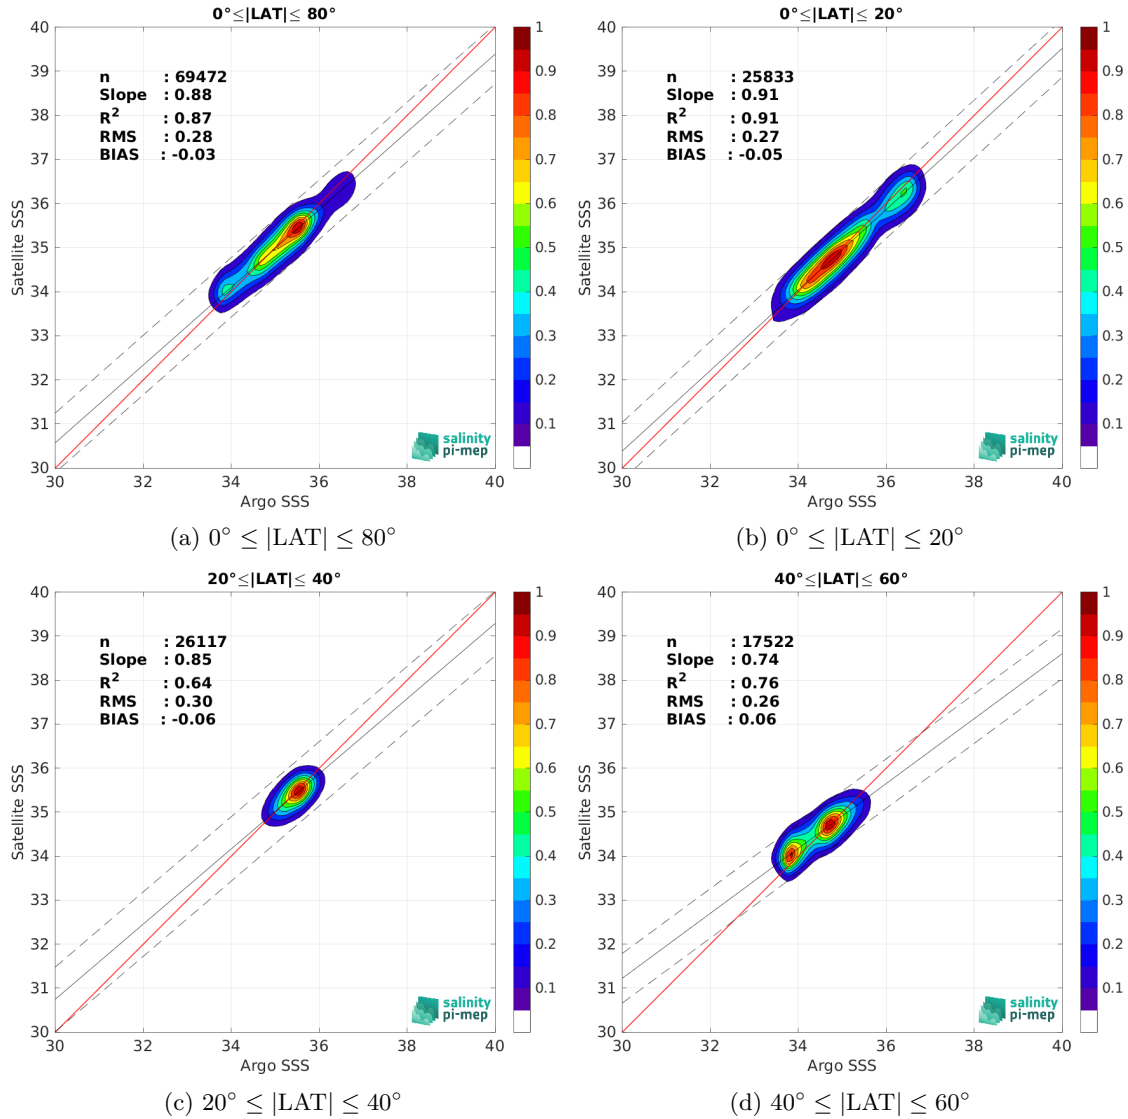 0°≤|LAT|≤ 80°
40
39
38
37
36
35
34
33
32
31
30
Satellite SSS
n : 69472
Slope : 0.88
R² : 0.87
RMS : 0.28
BIAS : -0.03
salinity
pi-mep
30 32 34 36 38 40
Argo SSS
1
0.9
0.8
0.7
0.6
0.5
0.4
0.3
0.2
0.1
(a) 0° ≤ |LAT| ≤ 80°
0°≤|LAT|≤ 20°
40
39
38
37
36
35
34
33
32
31
30
Satellite SSS
n : 25833
Slope : 0.91
R² : 0.91
RMS : 0.27
BIAS : -0.05
salinity
pi-mep
30 32 34 36 38 40
Argo SSS
1
0.9
0.8
0.7
0.6
0.5
0.4
0.3
0.2
0.1
(b) 0° ≤ |LAT| ≤ 20°
20°≤|LAT|≤ 40°
40
39
38
37
36
35
34
33
32
31
30
Satellite SSS
n : 26117
Slope : 0.85
R² : 0.64
RMS : 0.30
BIAS : -0.06
salinity
pi-mep
30 32 34 36 38 40
Argo SSS
1
0.9
0.8
0.7
0.6
0.5
0.4
0.3
0.2
0.1
(c) 20° ≤ |LAT| ≤ 40°
40°≤|LAT|≤ 60°
40
39
38
37
36
35
34
33
32
31
30
Satellite SSS
n : 17522
Slope : 0.74
R² : 0.76
RMS : 0.26
BIAS : 0.06
salinity
pi-mep
30 32 34 36 38 40
Argo SSS
1
0.9
0.8
0.7
0.6
0.5
0.4
0.3
0.2
0.1
(d) 40° ≤ |LAT| ≤ 60°